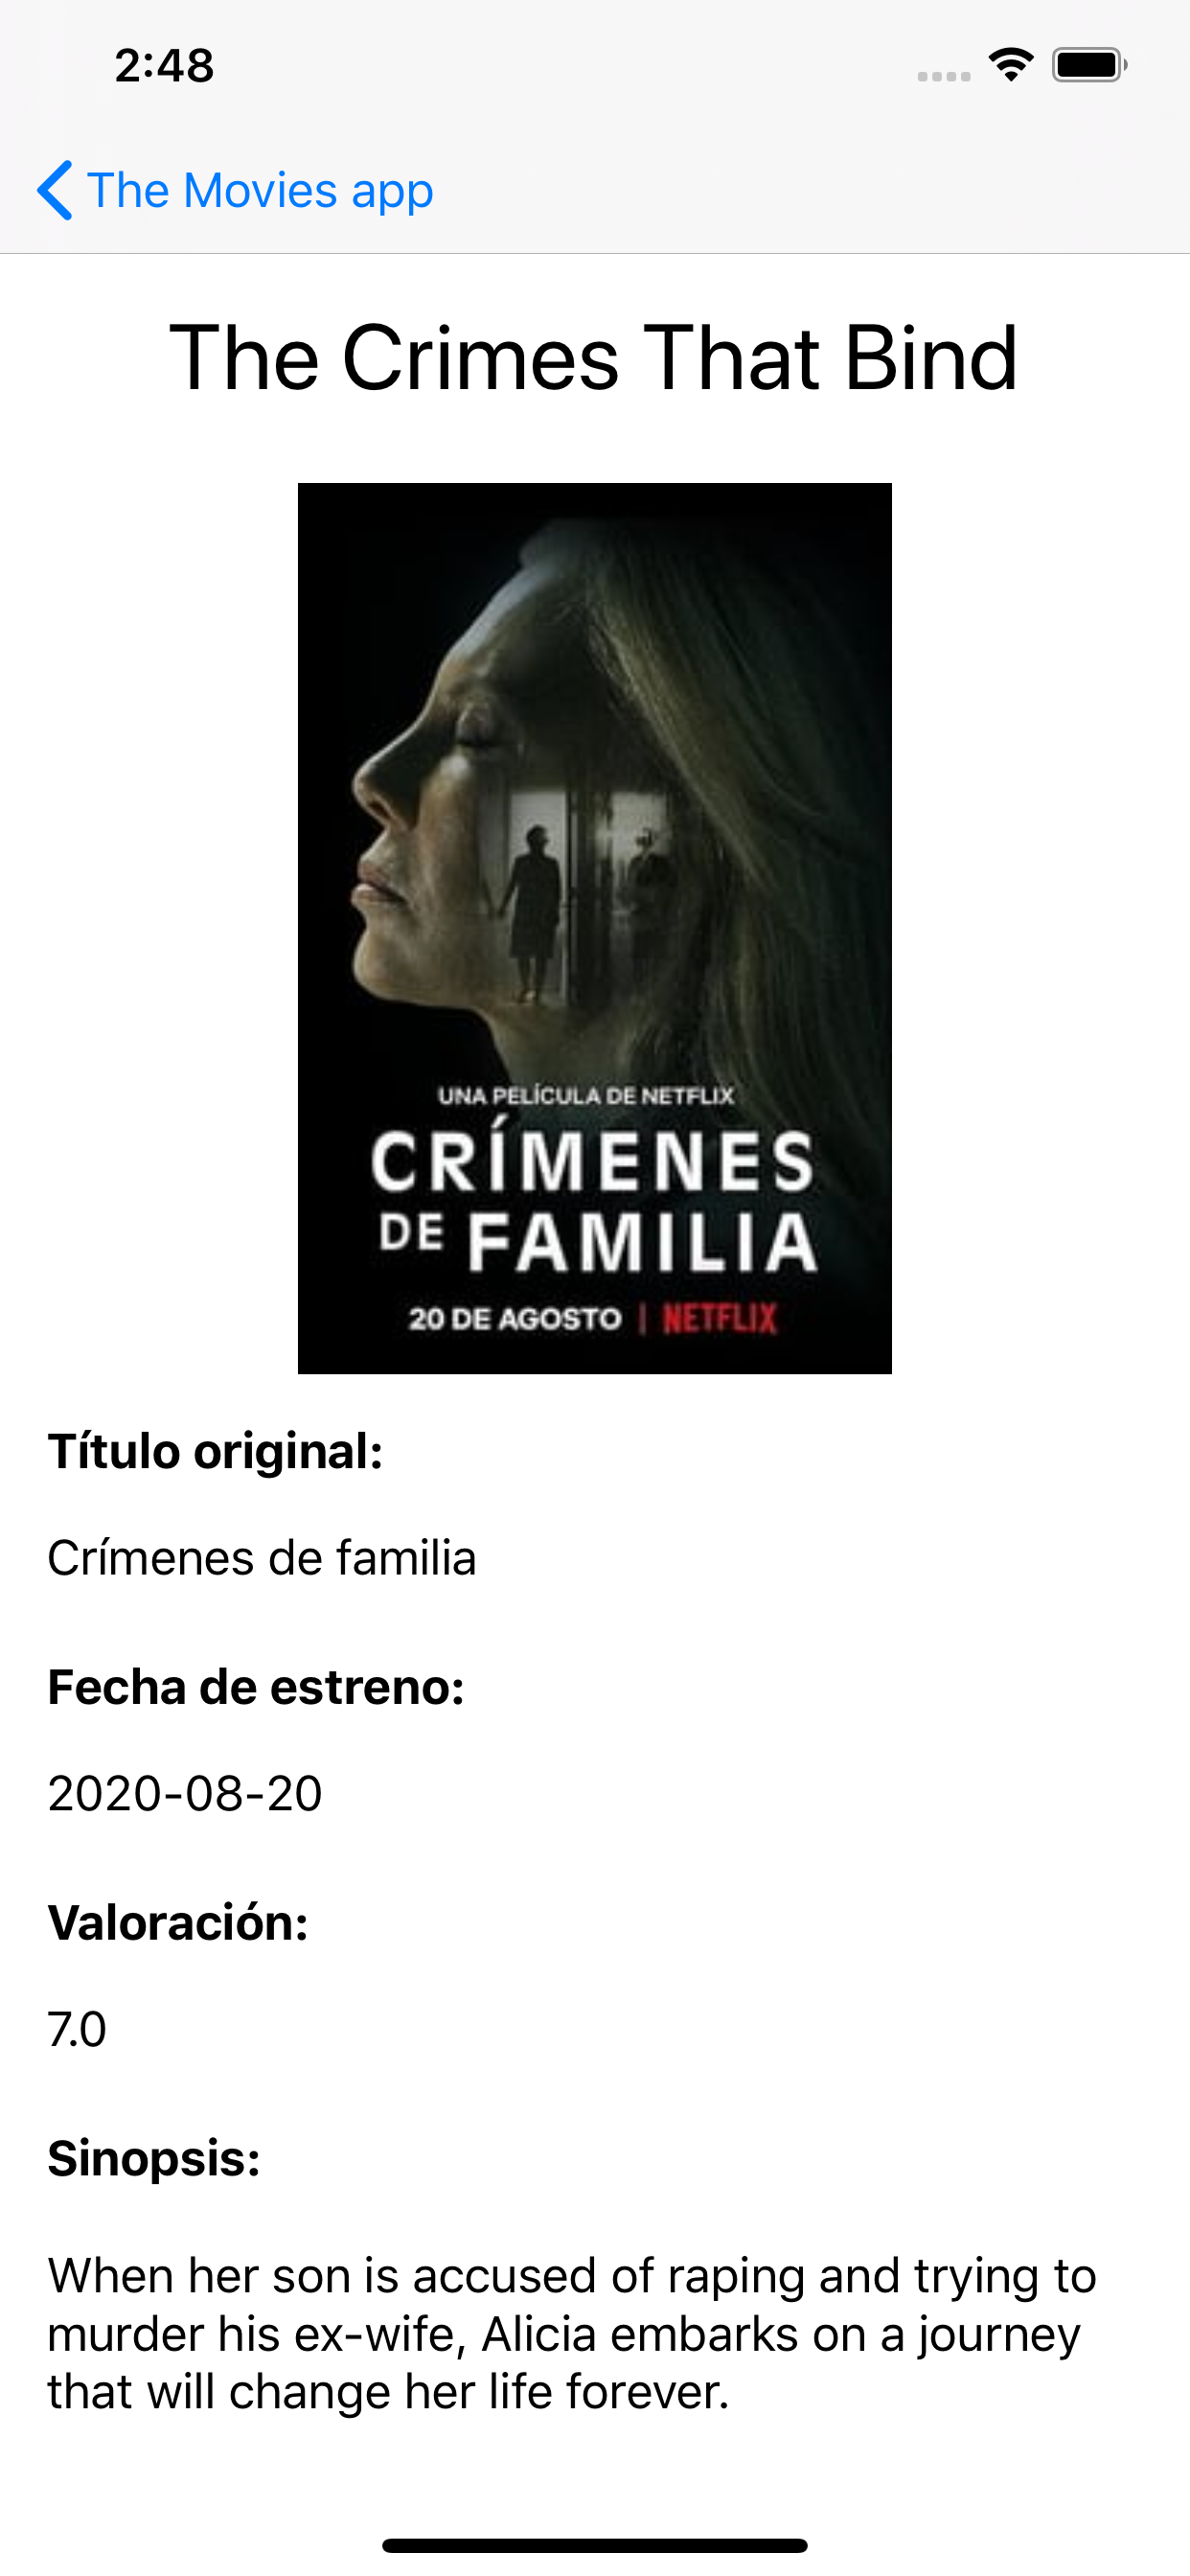 2:48
The Movies app
The Crimes That Bind
UNA PELÍCULA DE NETFLIX
CRÍMENES
DE FAMILIA
20 DE AGOSTO | NETFLIX
Título original:
Crímenes de familia
Fecha de estreno:
2020-08-20
Valoración:
7.0
Sinopsis:
When her son is accused of raping and trying to
murder his ex-wife, Alicia embarks on a journey
that will change her life forever.